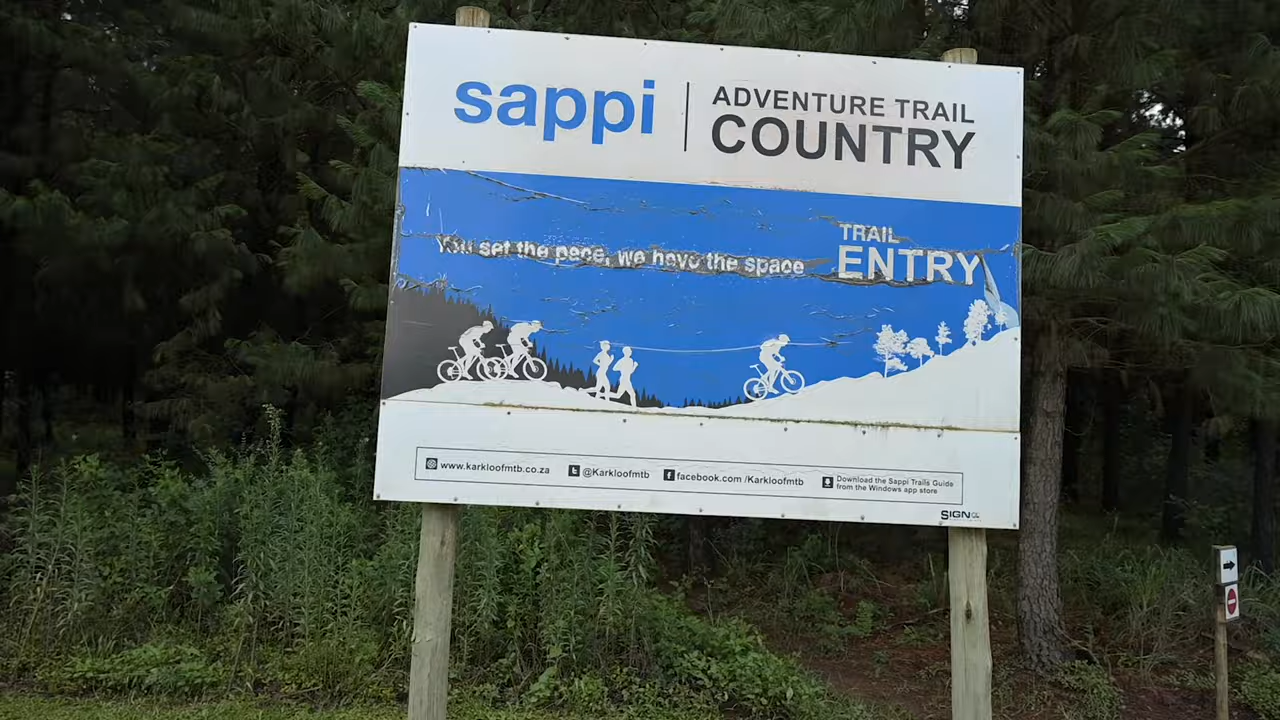 sappi
ADVENTURE TRAIL
COUNTRY
You set the pace, we have the space
TRAIL
ENTRY
www.karkloofmtb.co.za
@Karkloofmtb
facebook.com /Karkloofmtb
Download the Sappi Trails Guide
from the Windows app store
SIGN